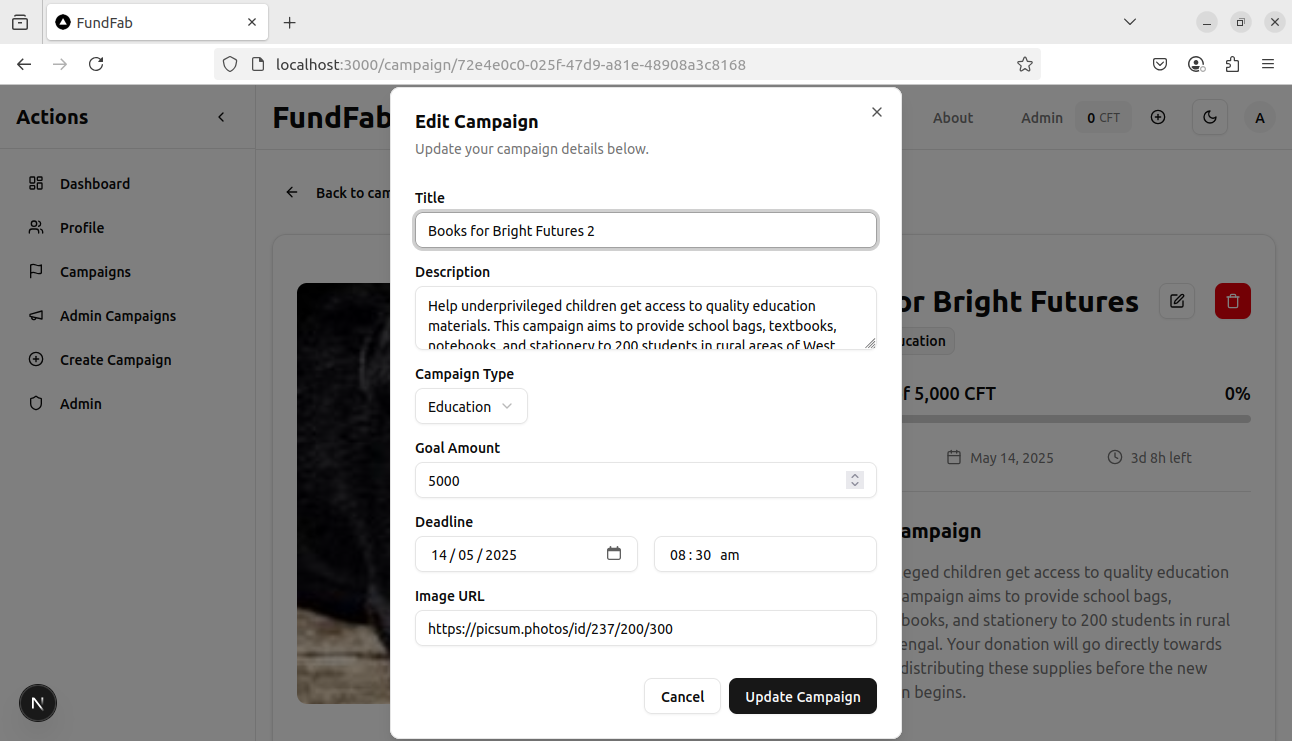 FundFab
localhost:3000/campaign/72e4e0c0-025f-47d9-a81e-48908a3c8168
Actions
FundFab
About
Admin
0 CFT
A
Dashboard
Profile
Campaigns
Admin Campaigns
Create Campaign
Admin
N
Back to cam
or Bright Futures
ucation
f 5,000 CFT
0%
May 14, 2025
3d 8h left
ampaign
eged children get access to quality education
ampaign aims to provide school bags,
books, and stationery to 200 students in rural
engal. Your donation will go directly towards
distributing these supplies before the new
n begins.
Edit Campaign
Update your campaign details below.
Title
Books for Bright Futures 2
Description
Help underprivileged children get access to quality education
materials. This campaign aims to provide school bags, textbooks,
notebooks, and stationery to 200 students in rural areas of West
Campaign Type
Education
Goal Amount
5000
Deadline
14/05/2025
08:30 am
Image URL
https://picsum.photos/id/237/200/300
Cancel
Update Campaign